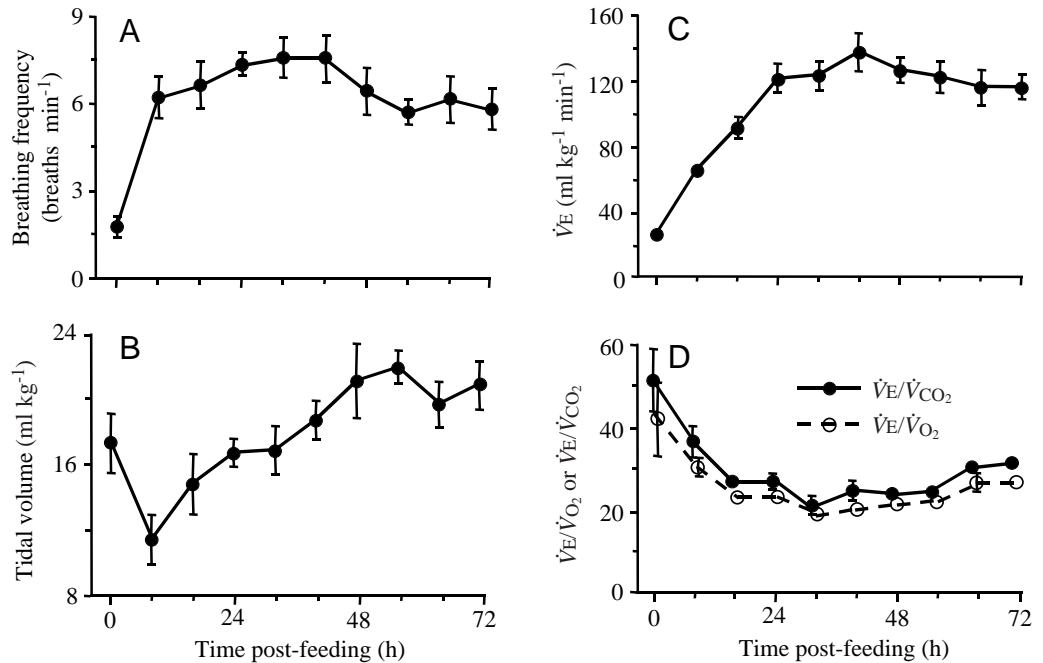 A
Breathing frequency
(breaths min⁻¹)
9
6
3
0
B
Tidal volume (ml kg⁻¹)
24
16
8
0
24
48
72
Time post-feeding (h)
C
V̇E (ml kg⁻¹ min⁻¹)
160
120
80
40
0
D
V̇E/V̇O₂ or V̇E/V̇CO₂
60
40
20
0
V̇E/V̇CO₂
V̇E/V̇O₂
0
24
48
72
Time post-feeding (h)